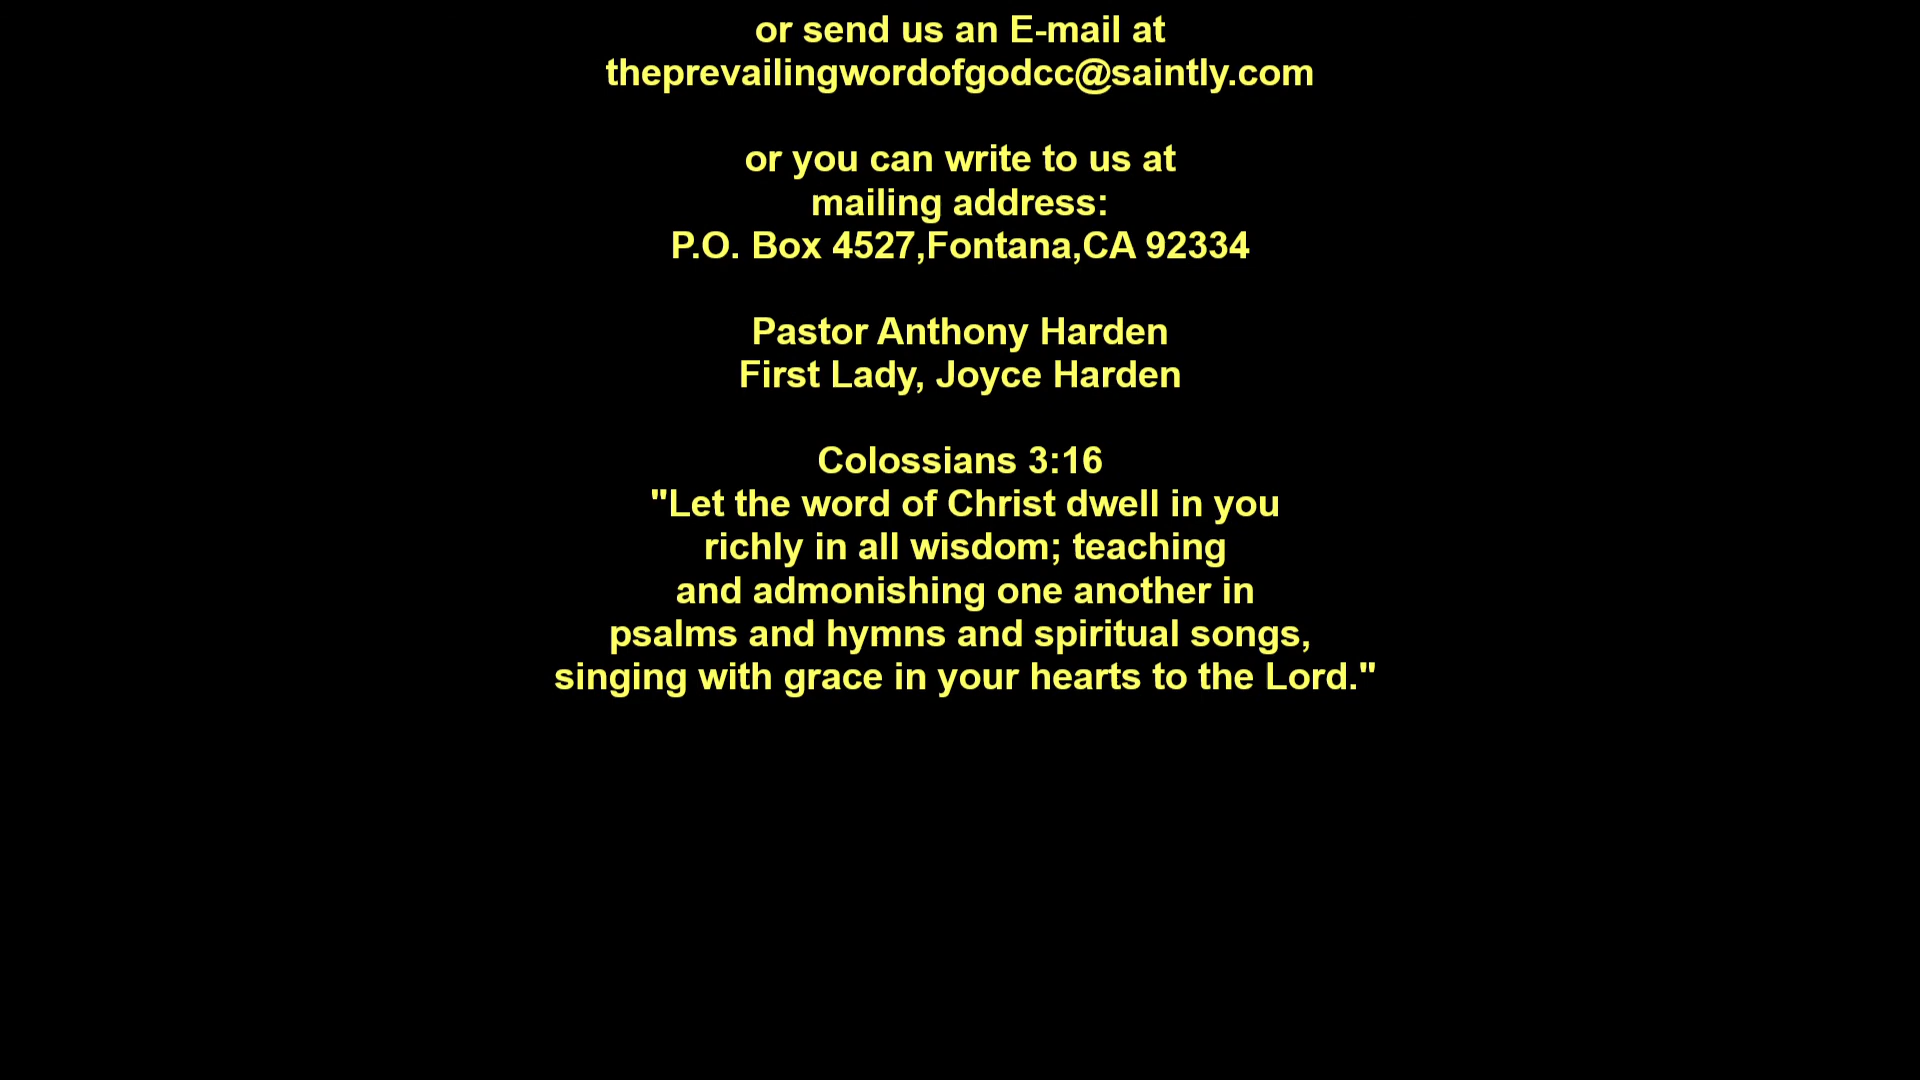 or send us an E-mail at
theprevailingwordofgodcc@saintly.com
or you can write to us at
mailing address:
P.O. Box 4527,Fontana,CA 92334
Pastor Anthony Harden
First Lady, Joyce Harden
Colossians 3:16
"Let the word of Christ dwell in you
richly in all wisdom; teaching
and admonishing one another in
psalms and hymns and spiritual songs,
singing with grace in your hearts to the Lord."